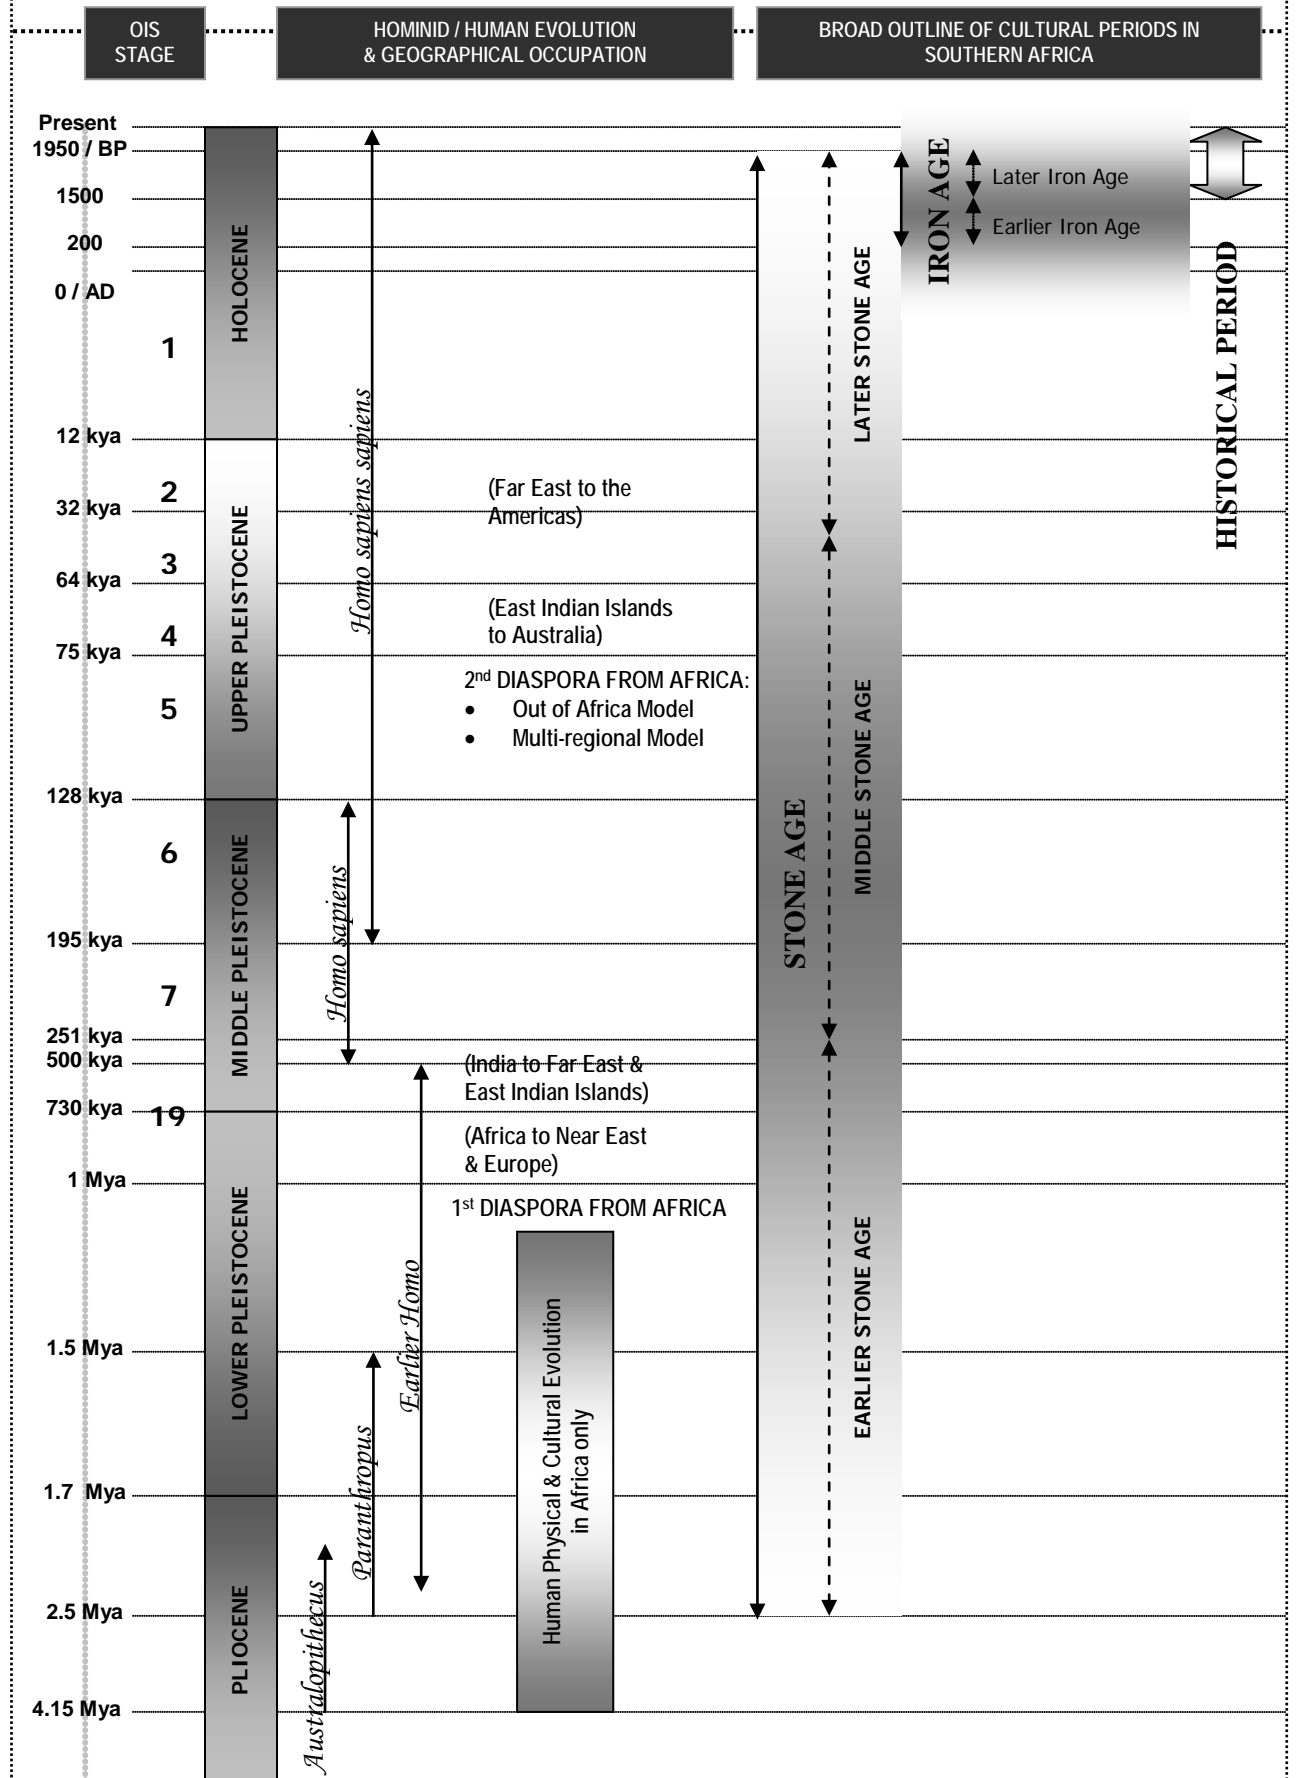 OIS
STAGE
HOMINID / HUMAN EVOLUTION
& GEOGRAPHICAL OCCUPATION
BROAD OUTLINE OF CULTURAL PERIODS IN
SOUTHERN AFRICA
Present
1950 / BP
1500
200
0 / AD
12 kya
32 kya
64 kya
75 kya
128 kya
195 kya
251 kya
500 kya
730 kya
1 Mya
1.5 Mya
1.7 Mya
2.5 Mya
4.15 Mya
1
2
3
4
5
6
7
19
HOLOCENE
UPPER PLEISTOCENE
MIDDLE PLEISTOCENE
LOWER PLEISTOCENE
PLIOCENE
Homo sapiens sapiens
Homo sapiens
Earlier Homo
Paranthropus
Australopithecus
(Far East to the
Americas)
(East Indian Islands
to Australia)
2nd DIASPORA FROM AFRICA:
• Out of Africa Model
• Multi-regional Model
(India to Far East &
East Indian Islands)
(Africa to Near East
& Europe)
1st DIASPORA FROM AFRICA
Human Physical & Cultural Evolution
in Africa only
STONE AGE
LATER STONE AGE
MIDDLE STONE AGE
EARLIER STONE AGE
IRON AGE
Later Iron Age
Earlier Iron Age
HISTORICAL PERIOD